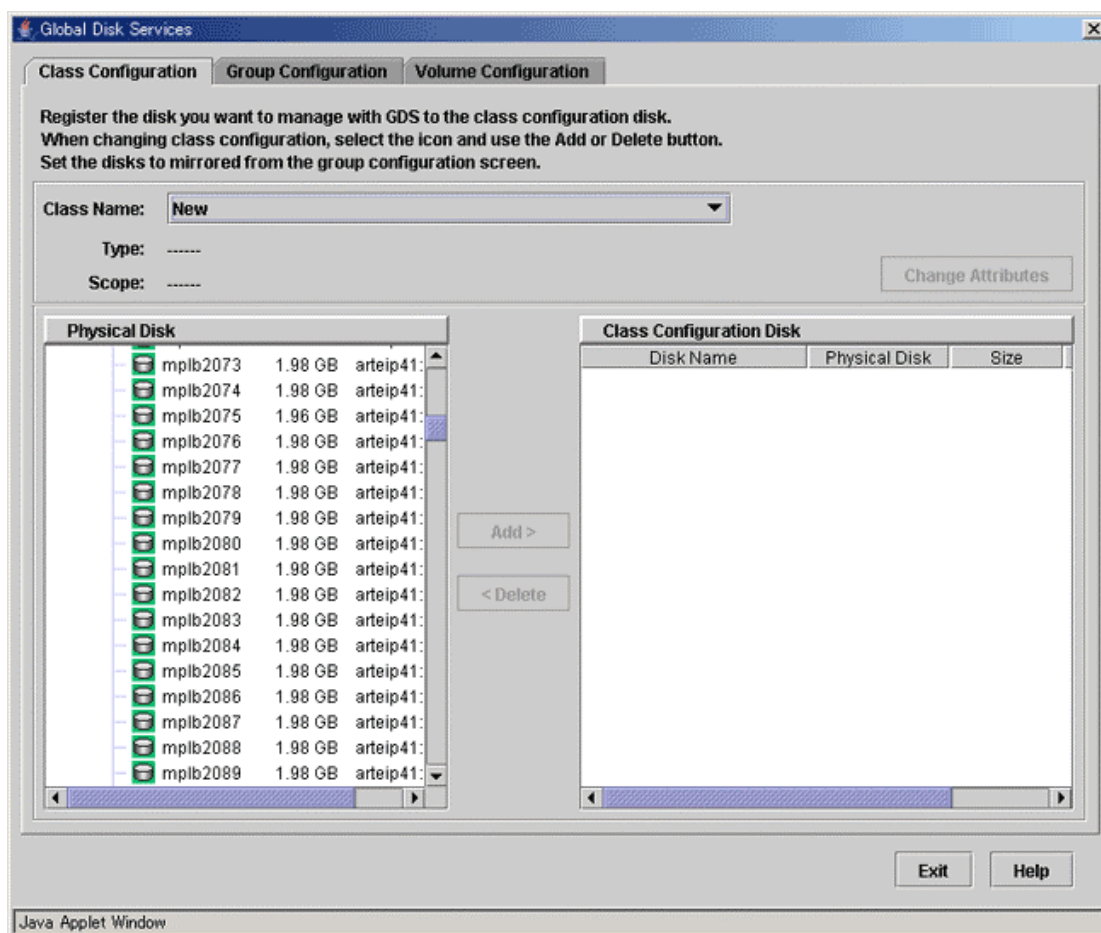 Global Disk Services
Class Configuration Group Configuration Volume Configuration
Register the disk you want to manage with GDS to the class configuration disk.
When changing class configuration, select the icon and use the Add or Delete button.
Set the disks to mirrored from the group configuration screen.
Class Name: New
Type: ------
Scope: ------
Change Attributes
Physical Disk
mplb2073 1.98 GB arteip41:
mplb2074 1.98 GB arteip41:
mplb2075 1.96 GB arteip41:
mplb2076 1.98 GB arteip41:
mplb2077 1.98 GB arteip41:
mplb2078 1.98 GB arteip41:
mplb2079 1.98 GB arteip41:
mplb2080 1.98 GB arteip41:
mplb2081 1.98 GB arteip41:
mplb2082 1.98 GB arteip41:
mplb2083 1.98 GB arteip41:
mplb2084 1.98 GB arteip41:
mplb2085 1.98 GB arteip41:
mplb2086 1.98 GB arteip41:
mplb2087 1.98 GB arteip41:
mplb2088 1.98 GB arteip41:
mplb2089 1.98 GB arteip41:
Add >
< Delete
Class Configuration Disk
Disk Name Physical Disk Size
Exit Help
Java Applet Window